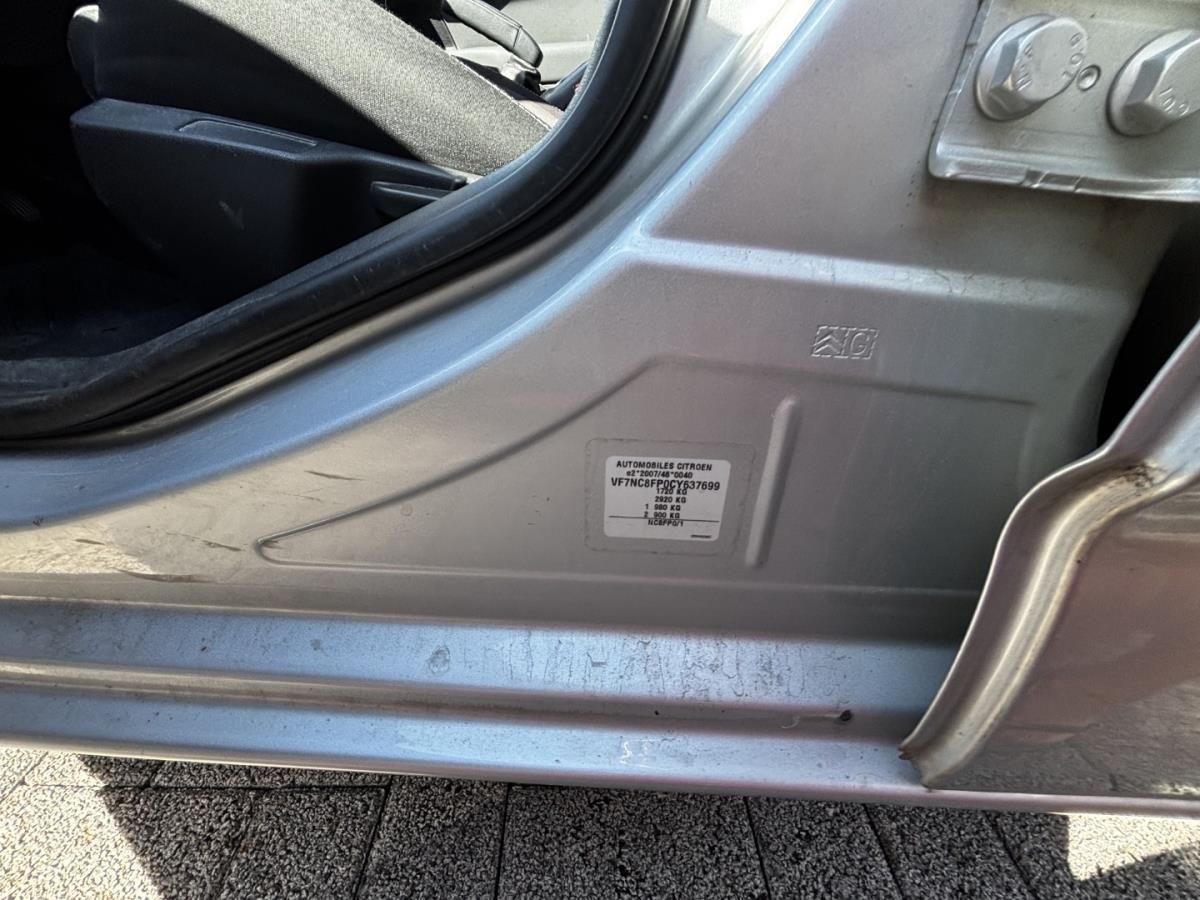 AUTOMOBILES CITROEN
e2*2007/46*0040
VF7NC8FP0CY637699
1720 KG
2920 KG
1 980 KG
2 900 KG
NC8FP0/1
G